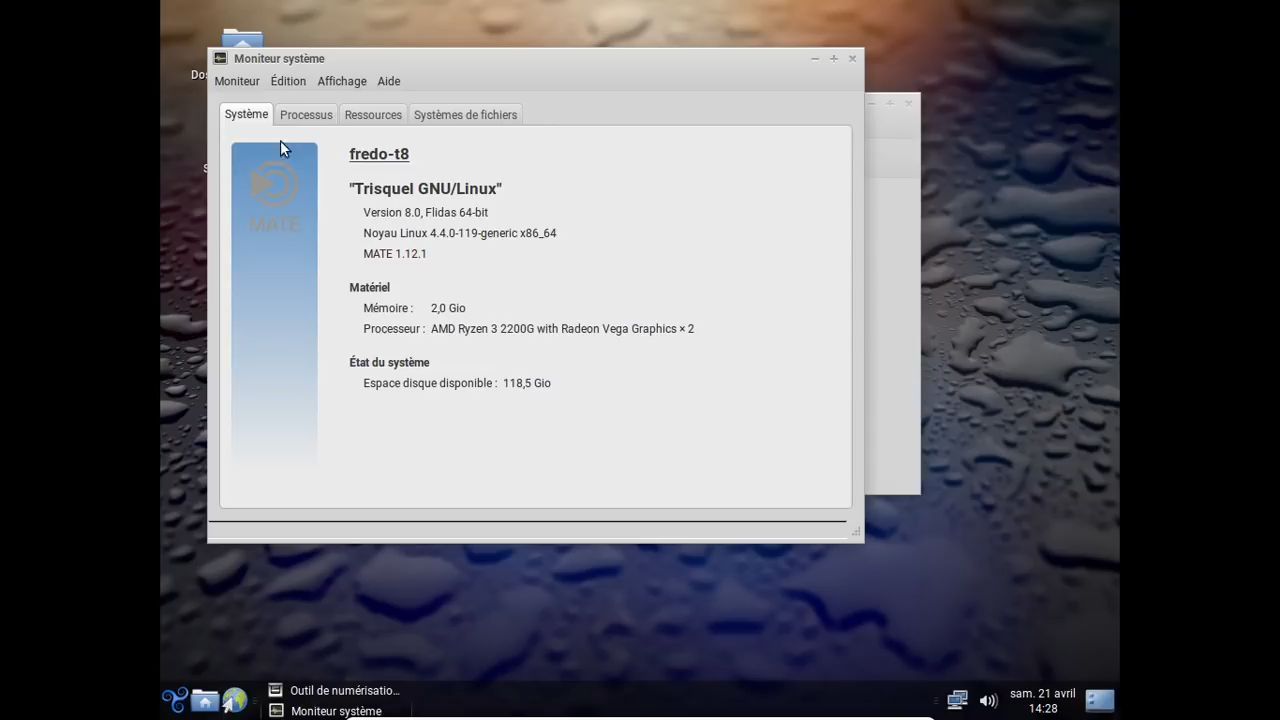 Dos
S
Moniteur système
Moniteur Édition Affichage Aide
Système Processus Ressources Systèmes de fichiers
MATE
fredo-t8
"Trisquel GNU/Linux"
Version 8.0, Flidas 64-bit
Noyau Linux 4.4.0-119-generic x86_64
MATE 1.12.1
Matériel
Mémoire : 2,0 Gio
Processeur : AMD Ryzen 3 2200G with Radeon Vega Graphics × 2
État du système
Espace disque disponible : 118,5 Gio
Outil de numérisatio...
Moniteur système
sam. 21 avril
14:28